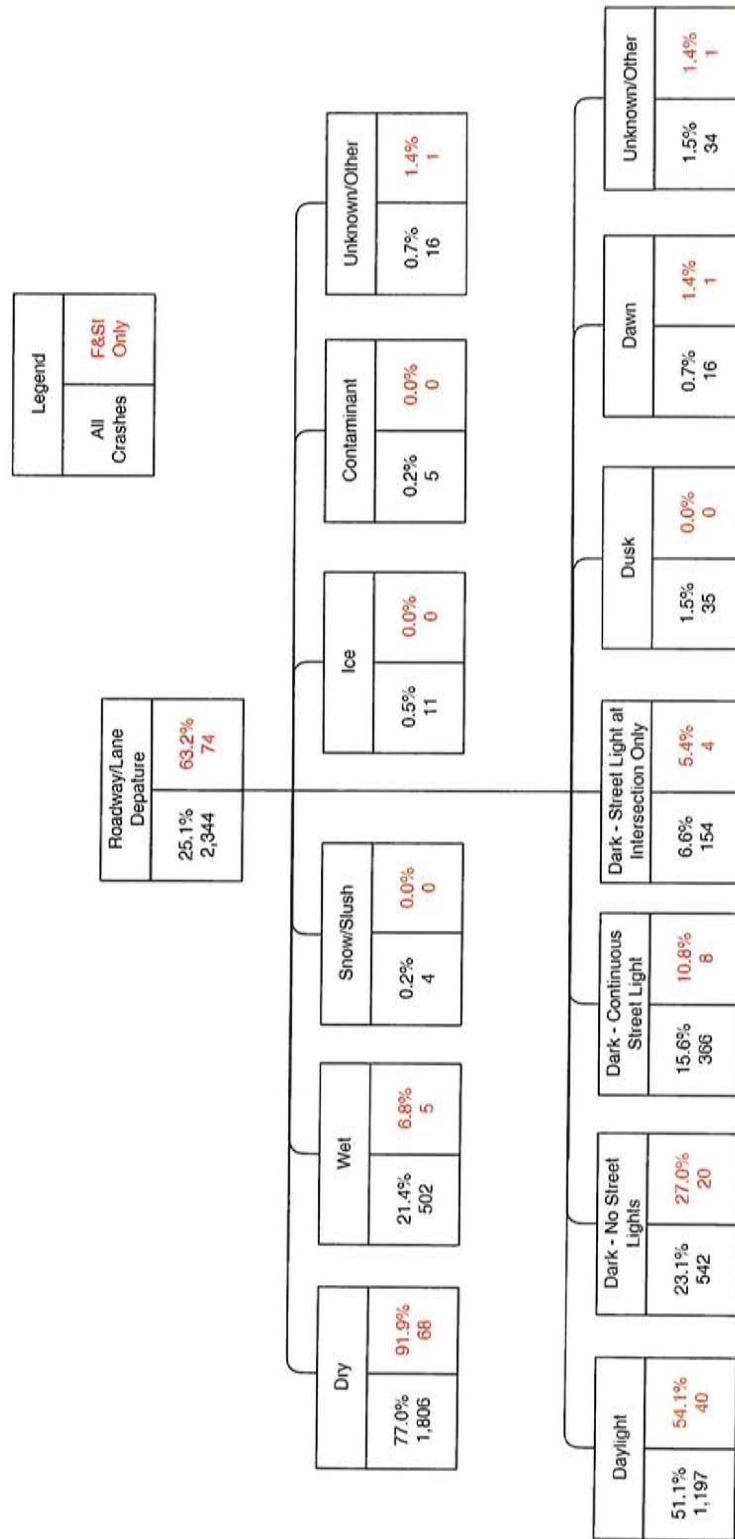 Legend
All
Crashes
F&SI
Only
Roadway/Lane
Depature
25.1%
2,344
63.2%
74
Dry
77.0%
1,806
91.9%
68
Wet
21.4%
502
6.8%
5
Snow/Slush
0.2%
4
0.0%
0
Ice
0.5%
11
0.0%
0
Contaminant
0.2%
5
0.0%
0
Unknown/Other
0.7%
16
1.4%
1
Daylight
51.1%
1,197
54.1%
40
Dark - No Street
Lights
23.1%
542
27.0%
20
Dark - Continuous
Street Light
15.6%
366
10.8%
8
Dark - Street Light at
Intersection Only
6.6%
154
5.4%
4
Dusk
1.5%
35
0.0%
0
Dawn
0.7%
16
1.4%
1
Unknown/Other
1.5%
34
1.4%
1